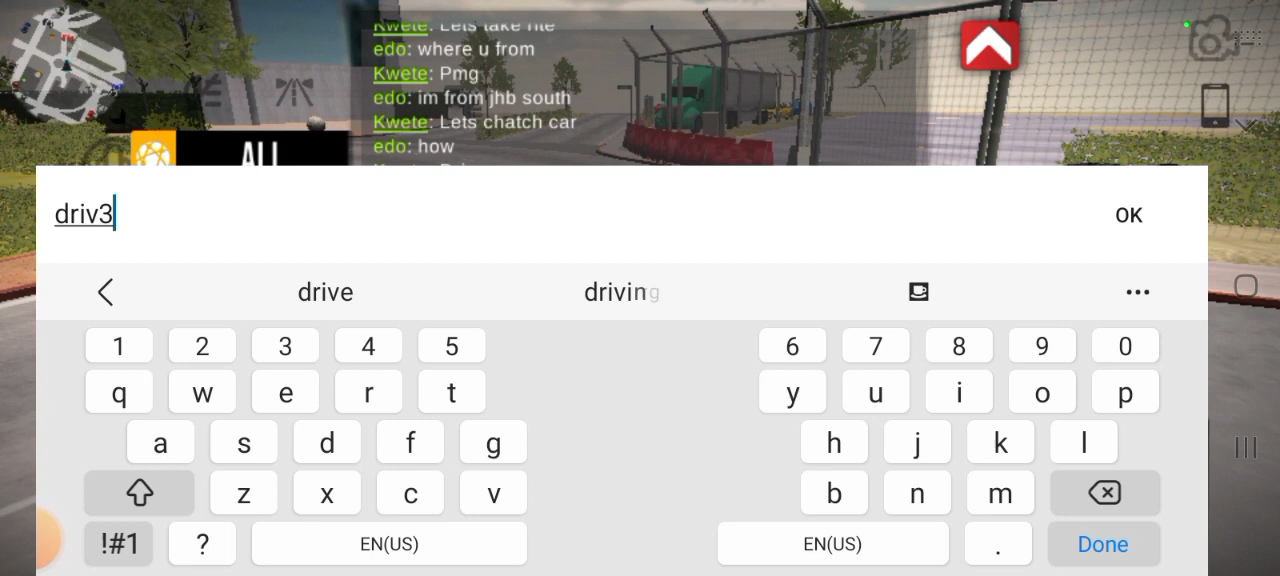 Kwete: Lets take rite
edo: where u from
Kwete: Pmg
edo: im from jhb south
Kwete: Lets chatch car
edo: how
ALL
driv3
OK
drive
driving
1 2 3 4 5 6 7 8 9 0
q w e r t y u i o p
a s d f g h j k l
z x c v b n m
!#1 ? EN(US) EN(US) . Done